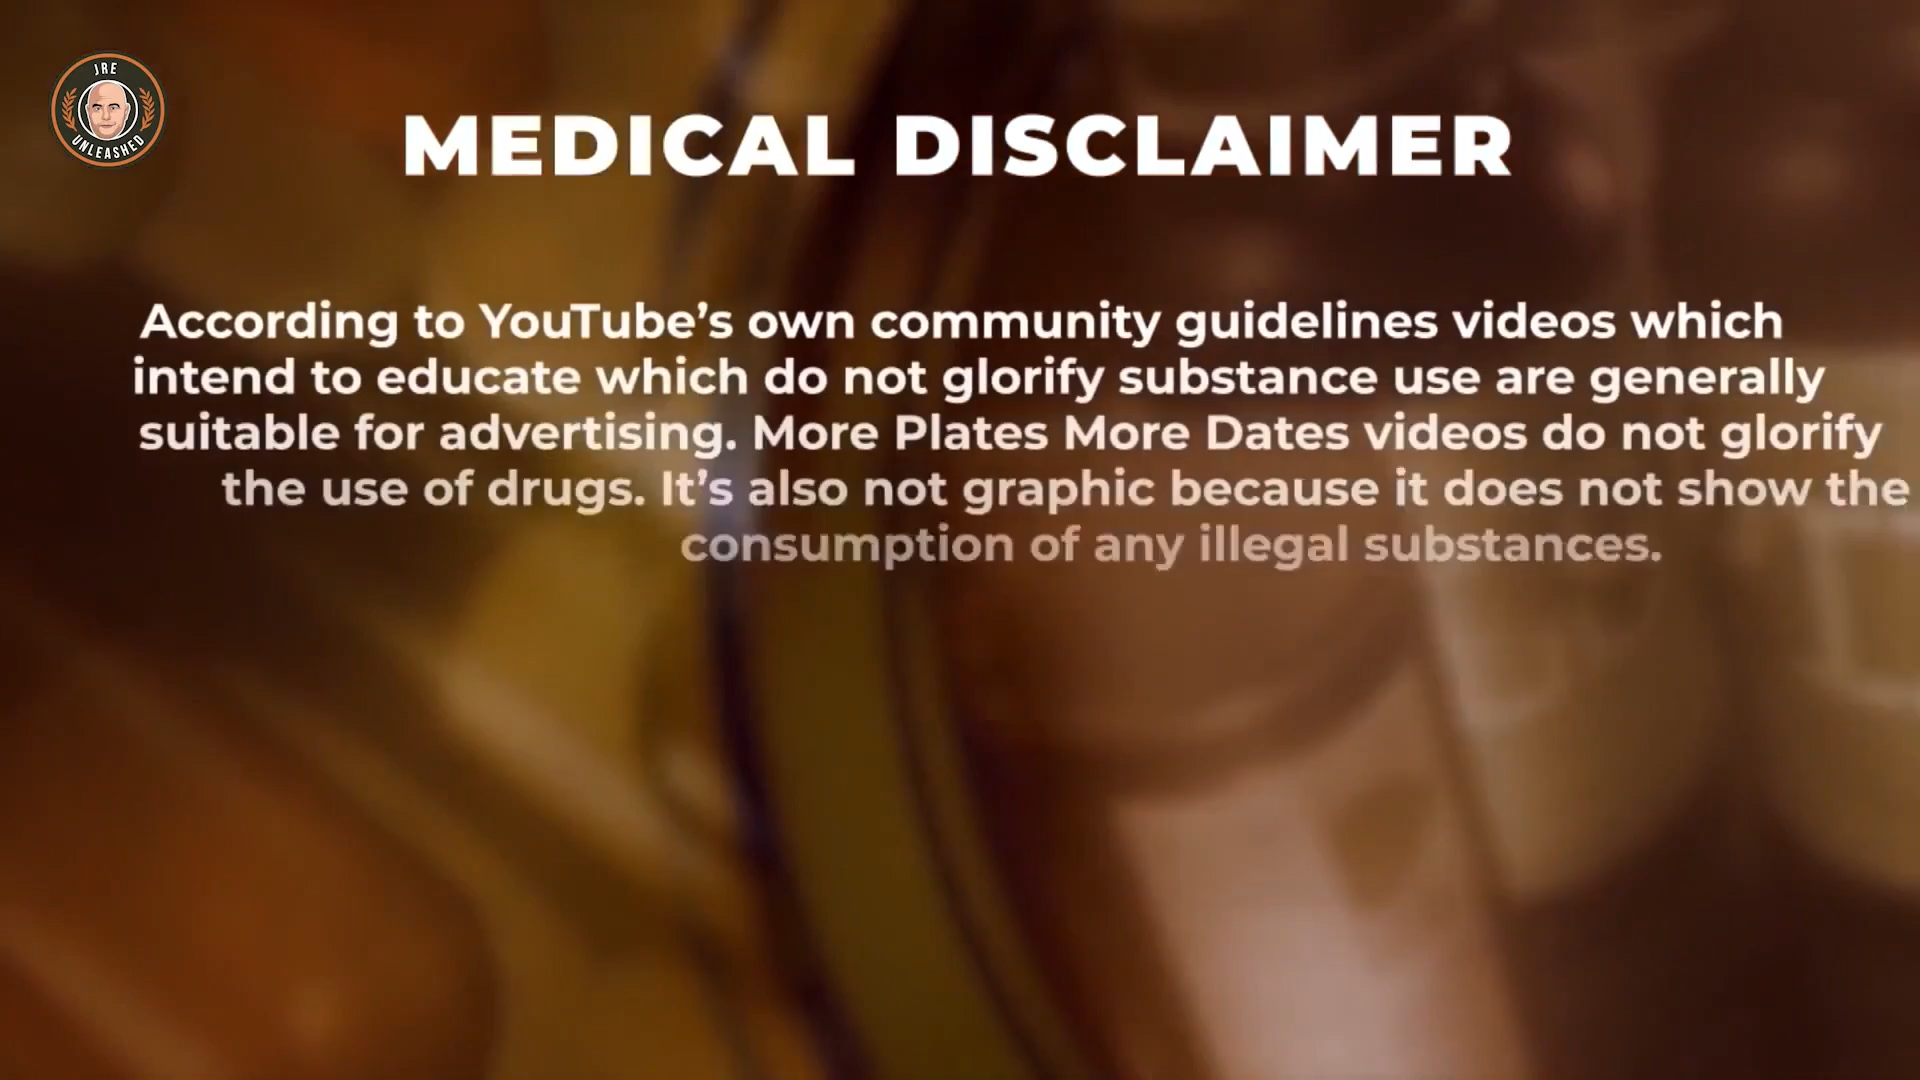 JRE
UNLEASHED
MEDICAL DISCLAIMER
According to YouTube’s own community guidelines videos which
intend to educate which do not glorify substance use are generally
suitable for advertising. More Plates More Dates videos do not glorify
the use of drugs. It’s also not graphic because it does not show the
consumption of any illegal substances.